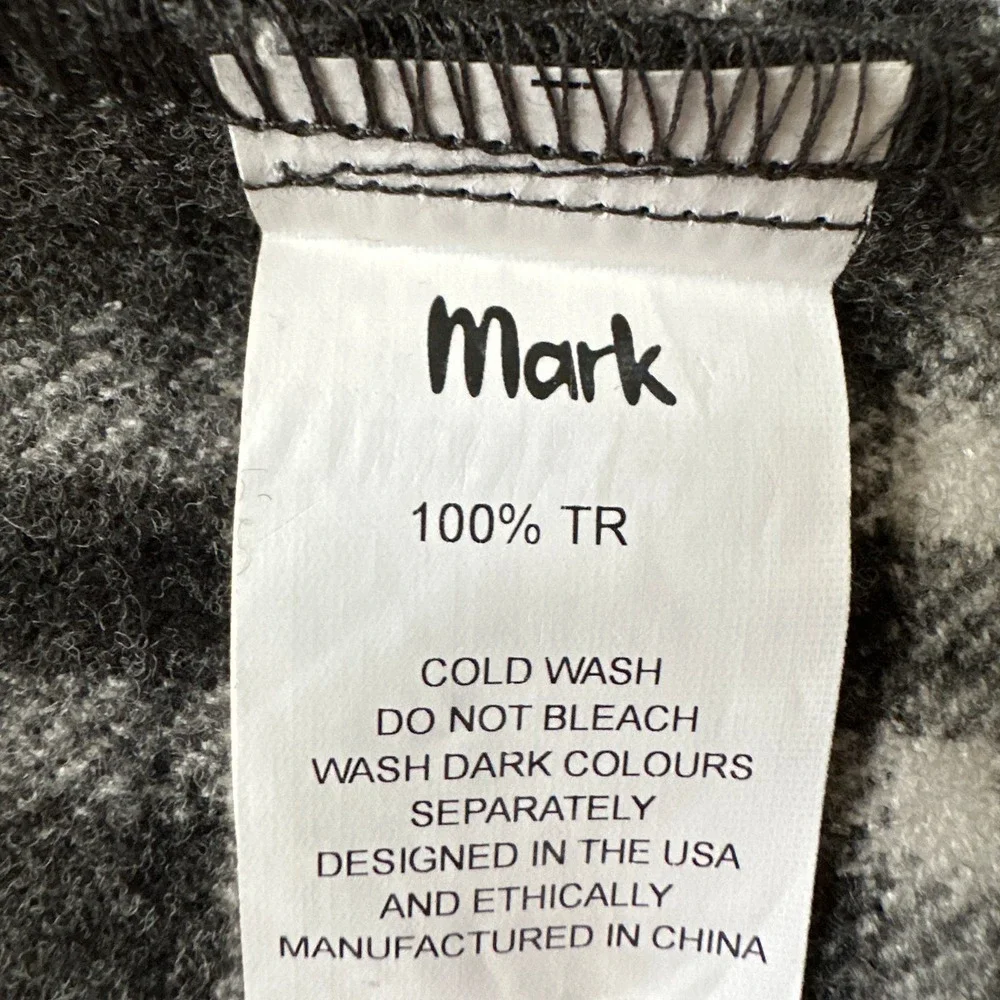 Mark
100% TR
COLD WASH
DO NOT BLEACH
WASH DARK COLOURS
SEPARATELY
DESIGNED IN THE USA
AND ETHICALLY
MANUFACTURED IN CHINA